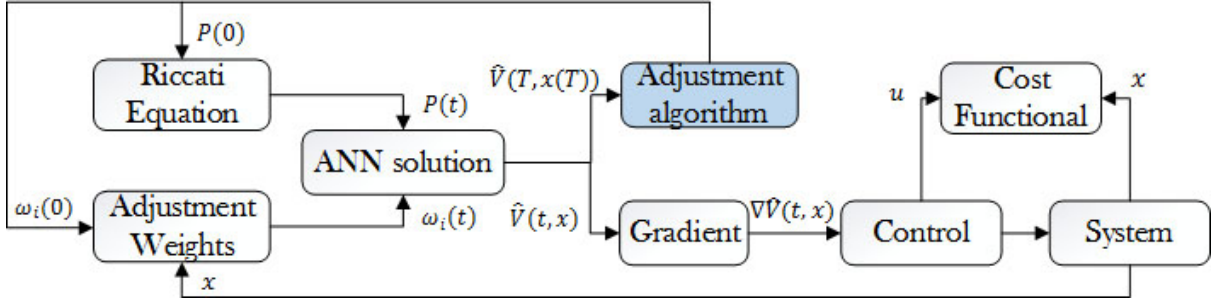 P(0)
Riccati
Equation
P(t)
V̂(T, x(T))
Adjustment
algorithm
u
Cost
Functional
x
ANN solution
ω_i(0)
Adjustment
Weights
ω_i(t)
V̂(t, x)
Gradient
∇V̂(t, x)
Control
System
x